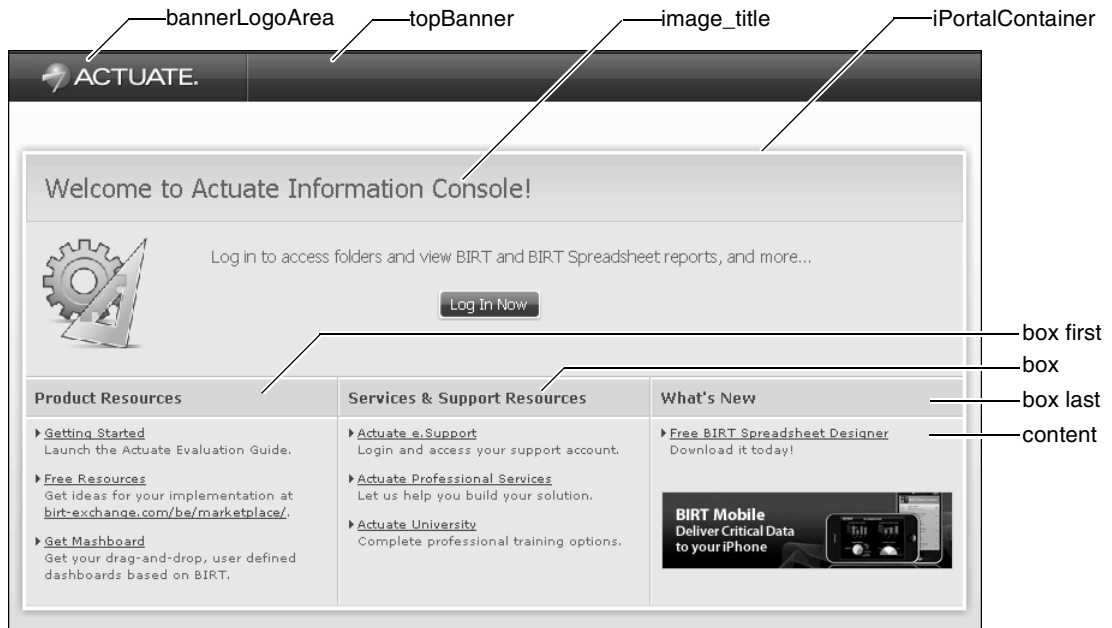 bannerLogoArea topBanner image_title iPortalContainer
ACTUATE.
Welcome to Actuate Information Console!
Log in to access folders and view BIRT and BIRT Spreadsheet reports, and more...
Log In Now
box first
box
Product Resources Services & Support Resources What's New box last
Getting Started Actuate e.Support Free BIRT Spreadsheet Designer content
Launch the Actuate Evaluation Guide. Login and access your support account. Download it today!
Free Resources Actuate Professional Services
Get ideas for your implementation at Let us help you build your solution.
birt-exchange.com/be/marketplace/.
BIRT Mobile
Actuate University Deliver Critical Data
Get Mashboard Complete professional training options. to your iPhone
Get your drag-and-drop, user defined
dashboards based on BIRT.